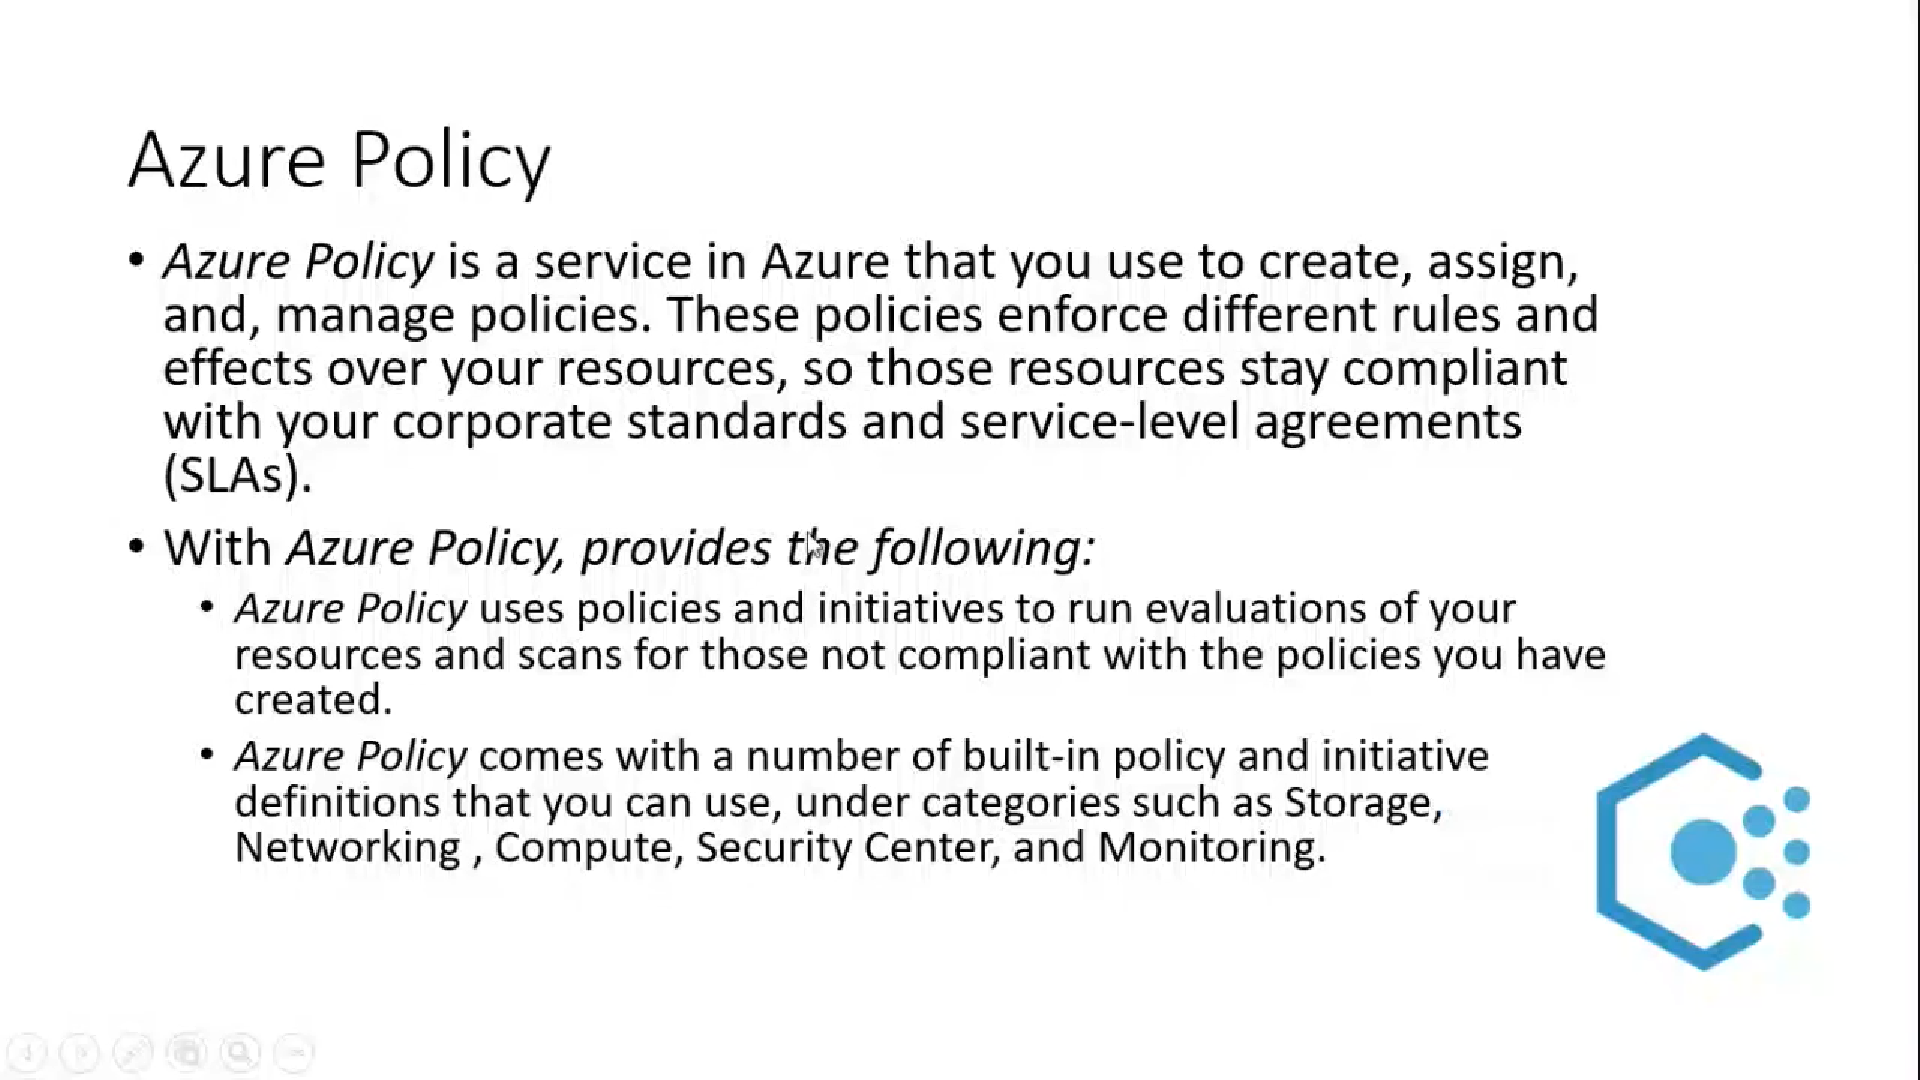 Azure Policy
• Azure Policy is a service in Azure that you use to create, assign,
and, manage policies. These policies enforce different rules and
effects over your resources, so those resources stay compliant
with your corporate standards and service-level agreements
(SLAs).
• With Azure Policy, provides the following:
• Azure Policy uses policies and initiatives to run evaluations of your
resources and scans for those not compliant with the policies you have
created.
• Azure Policy comes with a number of built-in policy and initiative
definitions that you can use, under categories such as Storage,
Networking , Compute, Security Center, and Monitoring.